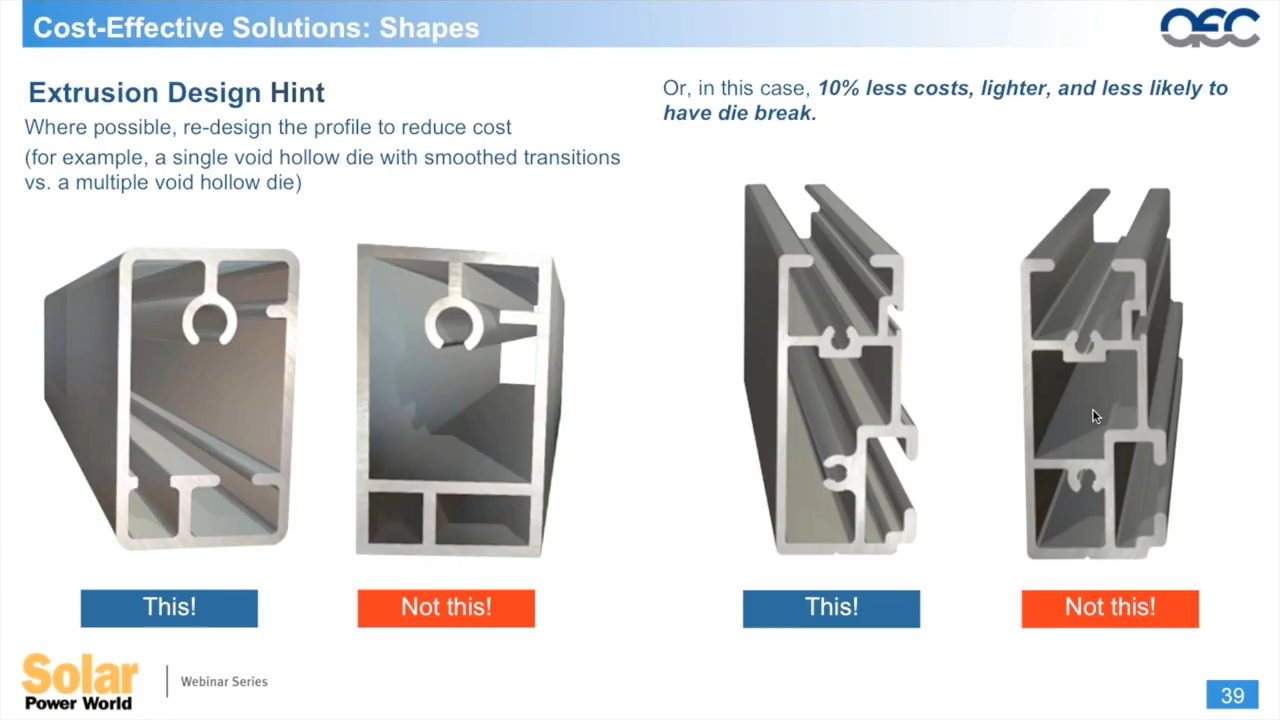 Cost-Effective Solutions: Shapes
aec
Extrusion Design Hint
Where possible, re-design the profile to reduce cost
(for example, a single void hollow die with smoothed transitions
vs. a multiple void hollow die)
Or, in this case, 10% less costs, lighter, and less likely to
have die break.
This!
Not this!
This!
Not this!
Solar
Power World
Webinar Series
39